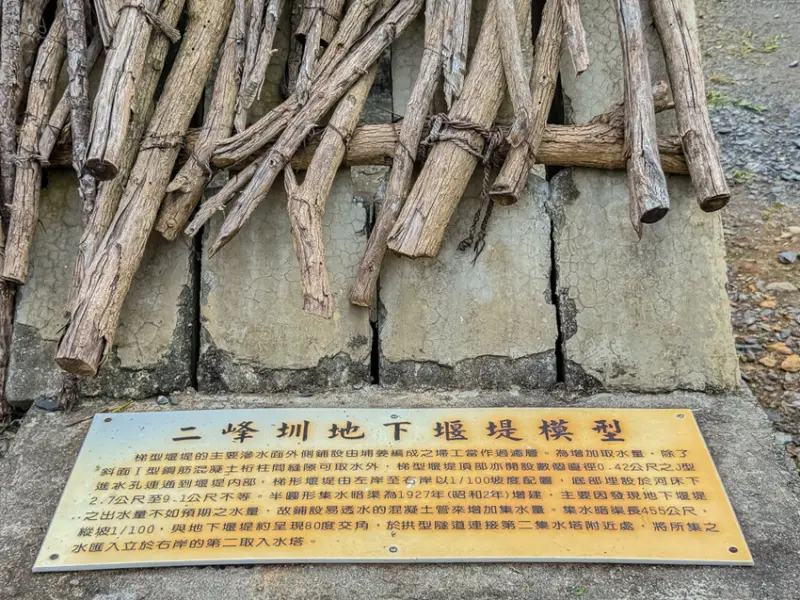 二峰圳地下堰堤模型
梯型堰堤的主要滲水面外側鋪設由埔姜編成之埽工當作過濾層。為增加取水量，除了
斜面Ｉ型鋼筋混凝土桁柱間縫隙可取水外，梯型堰堤頂部亦開設數個直徑0.42公尺之J型
進水孔連通到堰堤內部，梯形堰堤由左岸至右岸以1/100坡度配置，底部埋設於河床下
2.7公尺至9.1公尺不等。半圓形集水暗渠為1927年(昭和2年)增建，主要因發現地下堰堤
之出水量不如預期之水量，故鋪設易透水的混凝土管來增加集水量。集水暗渠長455公尺，
縱坡1/100，與地下堰堤約呈現80度交角，於拱型隧道連接第二集水塔附近處，將所集之
水匯入立於右岸的第二取入水塔。